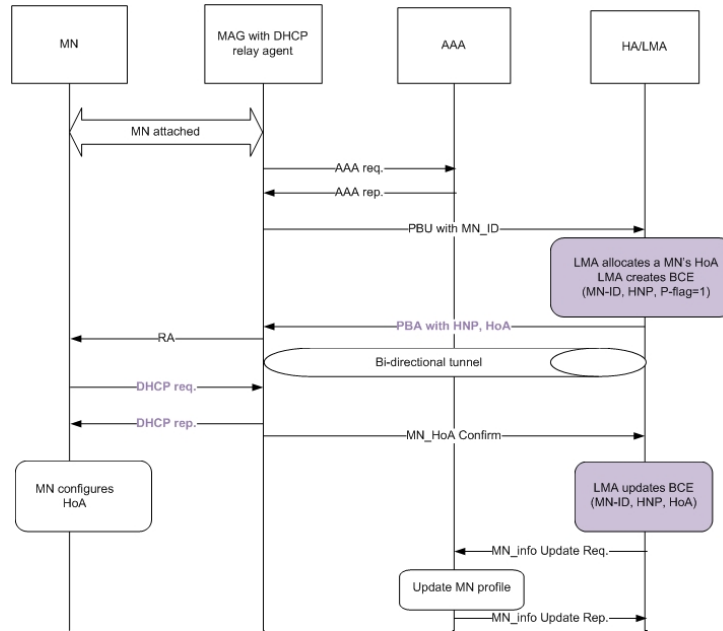 MN
MAG with DHCP
relay agent
AAA
HA/LMA
MN attached
AAA req.
AAA rep.
PBU with MN_ID
LMA allocates a MN's HoA
LMA creates BCE
(MN-ID, HNP, P-flag=1)
PBA with HNP, HoA
RA
Bi-directional tunnel
DHCP req.
DHCP rep.
MN_HoA Confirm
MN configures
HoA
LMA updates BCE
(MN-ID, HNP, HoA)
MN_info Update Req.
Update MN profile
MN_info Update Rep.